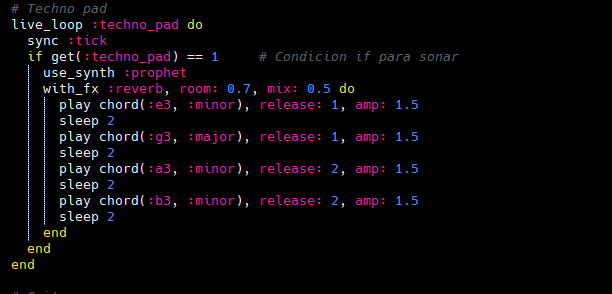 # Techno pad
live_loop :techno_pad do
  sync :tick
  if get(:techno_pad) == 1     # Condicion if para sonar
    use_synth :prophet
    with_fx :reverb, room: 0.7, mix: 0.5 do
      play chord(:e3, :minor), release: 1, amp: 1.5
      sleep 2
      play chord(:g3, :major), release: 1, amp: 1.5
      sleep 2
      play chord(:a3, :minor), release: 2, amp: 1.5
      sleep 2
      play chord(:b3, :minor), release: 2, amp: 1.5
      sleep 2
    end
  end
end